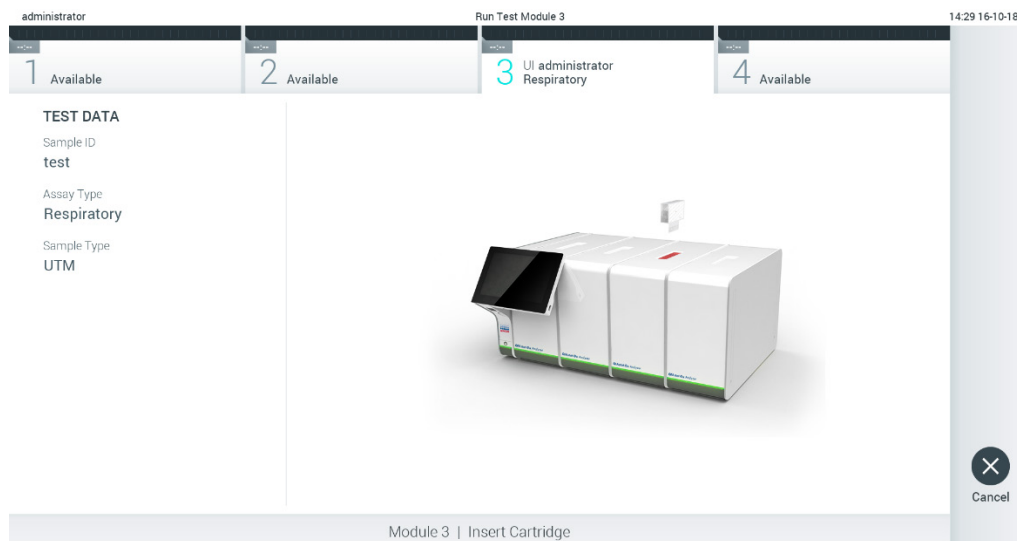 administrator
Run Test Module 3
14:29 16-10-18
--:--
--:--
--:--
--:--
1 Available
2 Available
3 UI administrator
Respiratory
4 Available
TEST DATA
Sample ID
test
Assay Type
Respiratory
Sample Type
UTM
Cancel
Module 3 | Insert Cartridge